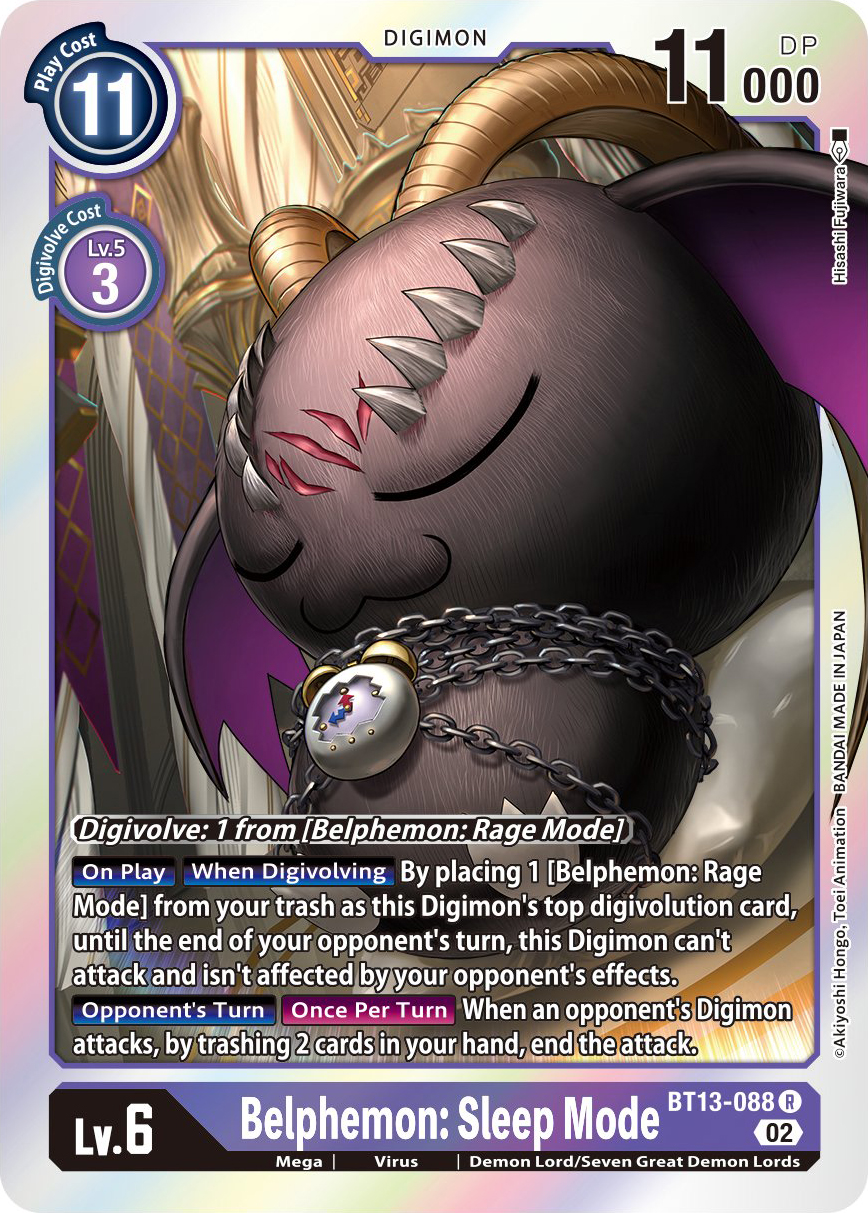 DIGIMON
Play Cost
11
DP
11000
Digivolve Cost
Lv.5
3
Hisashi Fujiwara
Digivolve: 1 from [Belphemon: Rage Mode]
On Play When Digivolving By placing 1 [Belphemon: Rage
Mode] from your trash as this Digimon's top digivolution card,
until the end of your opponent's turn, this Digimon can't
attack and isn't affected by your opponent's effects.
Opponent's Turn Once Per Turn When an opponent's Digimon
attacks, by trashing 2 cards in your hand, end the attack.
©Akiyoshi Hongo, Toei Animation BANDAI MADE IN JAPAN
Lv.6
Belphemon: Sleep Mode
BT13-088 R
02
Mega | Virus | Demon Lord/Seven Great Demon Lords